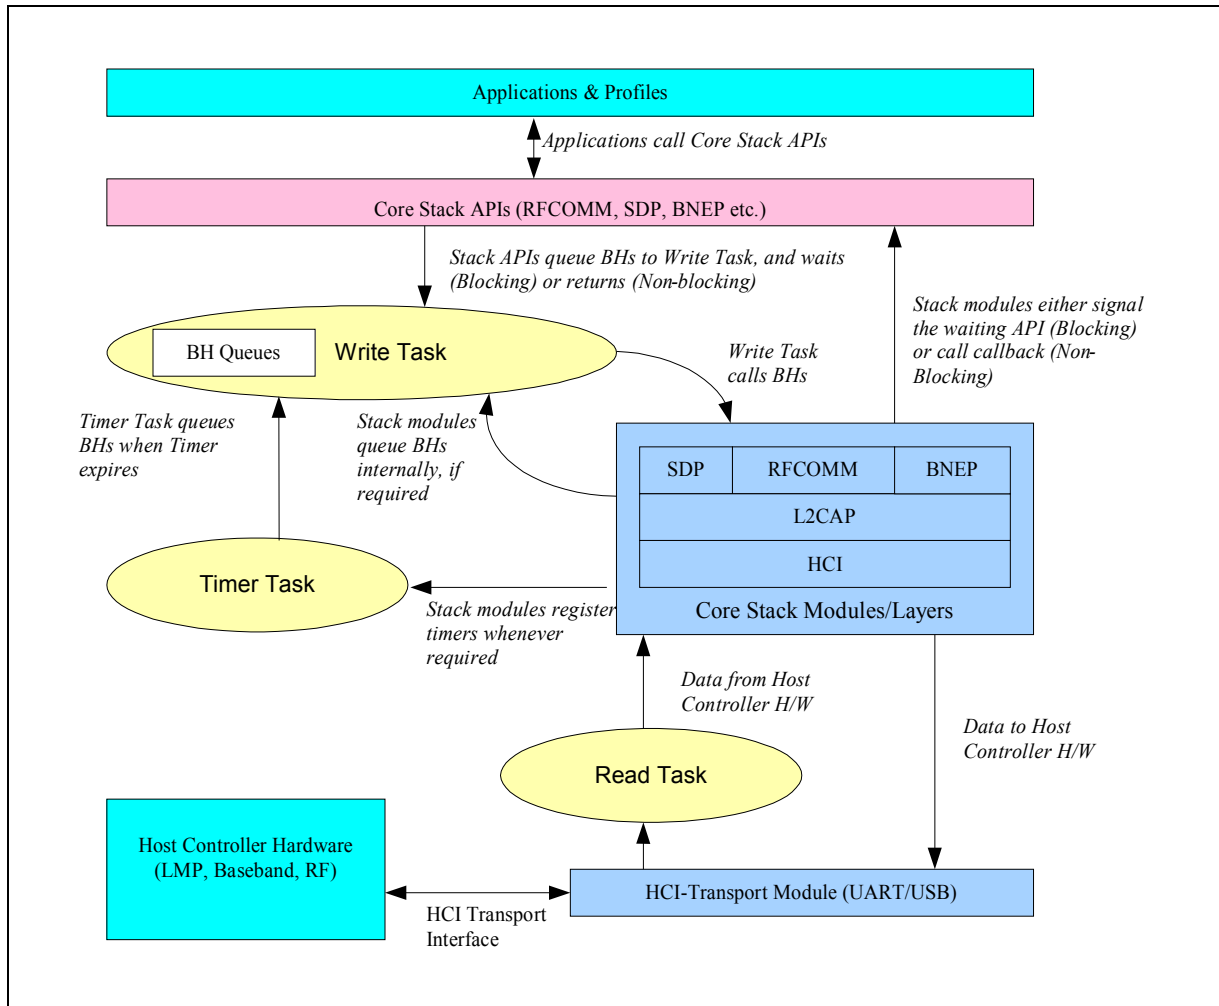 Applications & Profiles
Applications call Core Stack APIs
Core Stack APIs (RFCOMM, SDP, BNEP etc.)
Stack APIs queue BHs to Write Task, and waits
(Blocking) or returns (Non-blocking)
Stack modules either signal
the waiting API (Blocking)
or call callback (Non-
Blocking)
BH Queues
Write Task
Write Task
calls BHs
Timer Task queues
BHs when Timer
expires
Stack modules
queue BHs
internally, if
required
SDP
RFCOMM
BNEP
L2CAP
HCI
Core Stack Modules/Layers
Timer Task
Stack modules register
timers whenever
required
Data from Host
Controller H/W
Data to Host
Controller H/W
Read Task
Host Controller Hardware
(LMP, Baseband, RF)
HCI-Transport Module (UART/USB)
HCI Transport
Interface